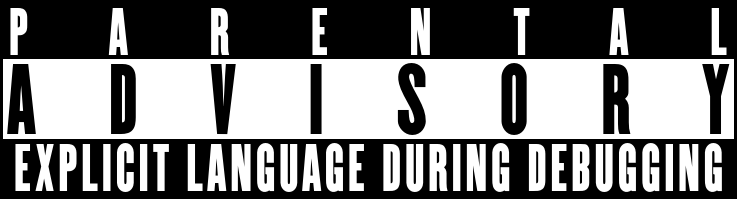 PARENTAL
ADVISORY
EXPLICIT LANGUAGE DURING DEBUGGING